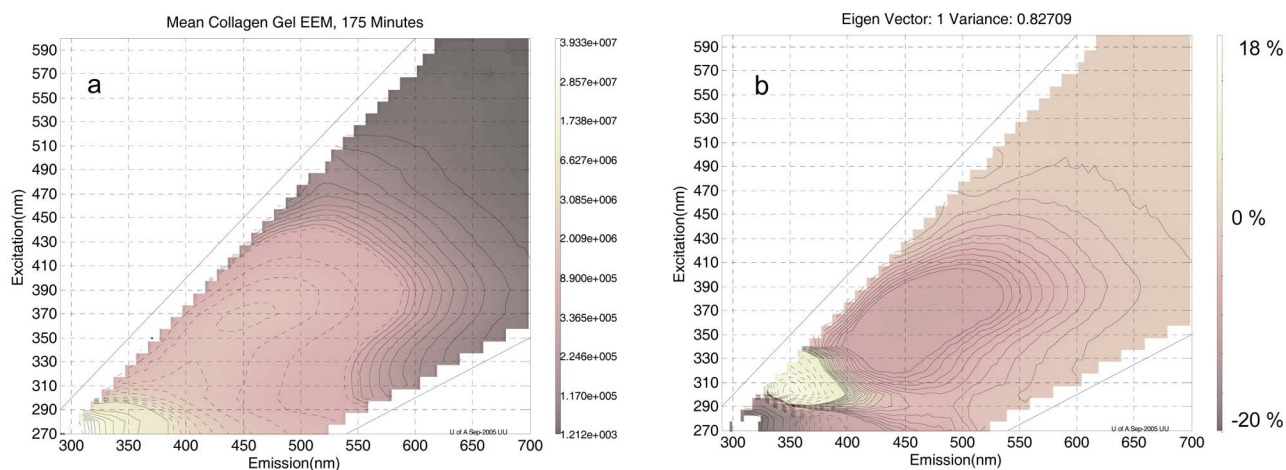 Mean Collagen Gel EEM, 175 Minutes
a
Excitation(nm)
590
570
550
530
510
490
470
450
430
410
390
370
350
330
310
290
270
300 350 400 450 500 550 600 650 700
Emission(nm)
U of A Sep-2005 UU
3.933e+007
2.857e+007
1.738e+007
6.627e+006
3.085e+006
2.009e+006
8.900e+005
3.365e+005
2.246e+005
1.170e+005
1.212e+003
Eigen Vector: 1 Variance: 0.82709
b
Excitation(nm)
590
570
550
530
510
490
470
450
430
410
390
370
350
330
310
290
270
300 350 400 450 500 550 600 650 700
Emission(nm)
U of A Sep-2005 UU
18 %
0 %
-20 %